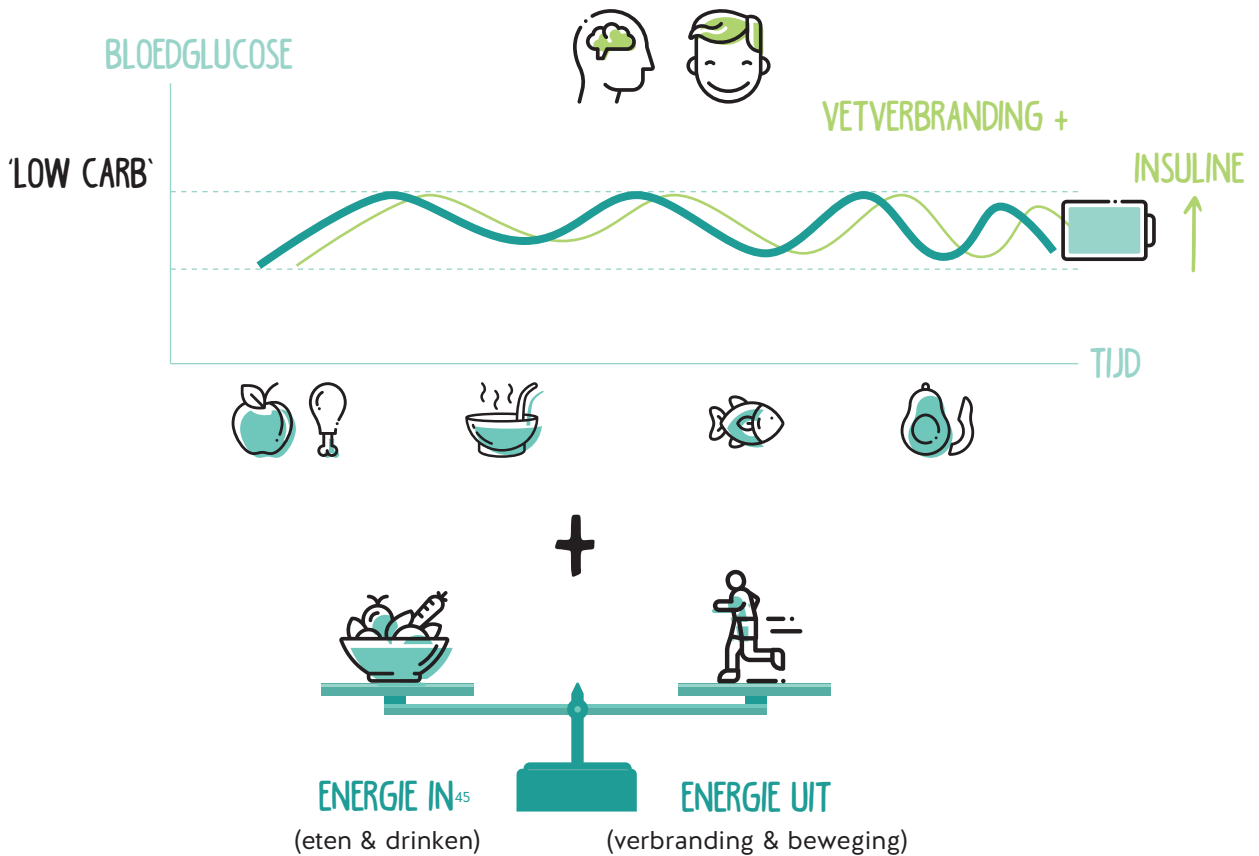 BLOEDGLUCOSE
VETVERBRANDING +
'LOW CARB`
INSULINE
TIJD
ENERGIE IN45
ENERGIE UIT
(eten & drinken)
(verbranding & beweging)